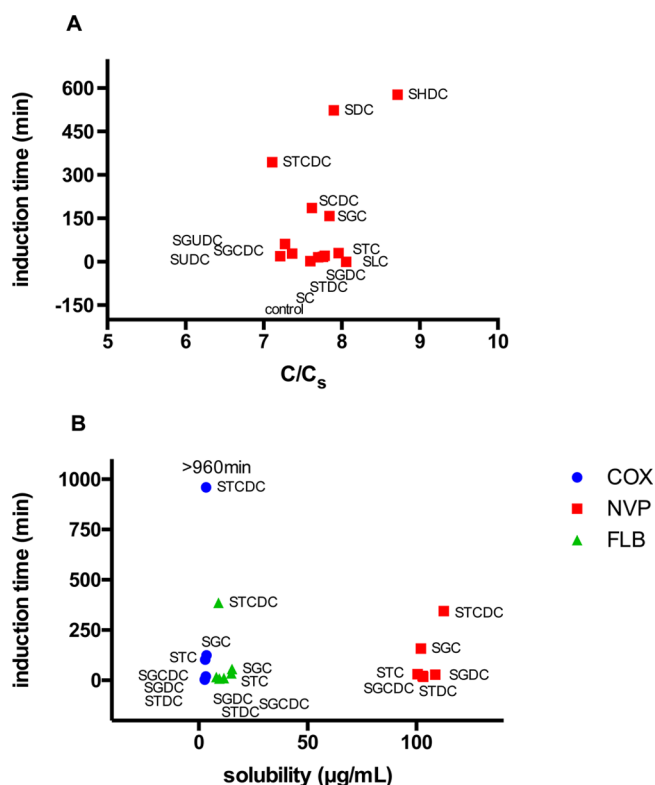 A
induction time (min)
600
450
300
150
0
-150
SHDC
SDC
STCDC
SCDC
SGC
SGUDC
SGCDC
STC
SUDC
SLC
SGDC
STDC
SC
control
5 6 7 8 9 10
C/Cs
B
induction time (min)
1000
750
500
250
0
>960min
STCDC
STCDC
STCDC
SGC
STC
SGC
SGC
STC
STC
SGCDC
SGDC
SGDC
SGCDC STDC
STDC
SGDC
SGCDC
STDC
0 50 100
solubility (µg/mL)
COX
NVP
FLB